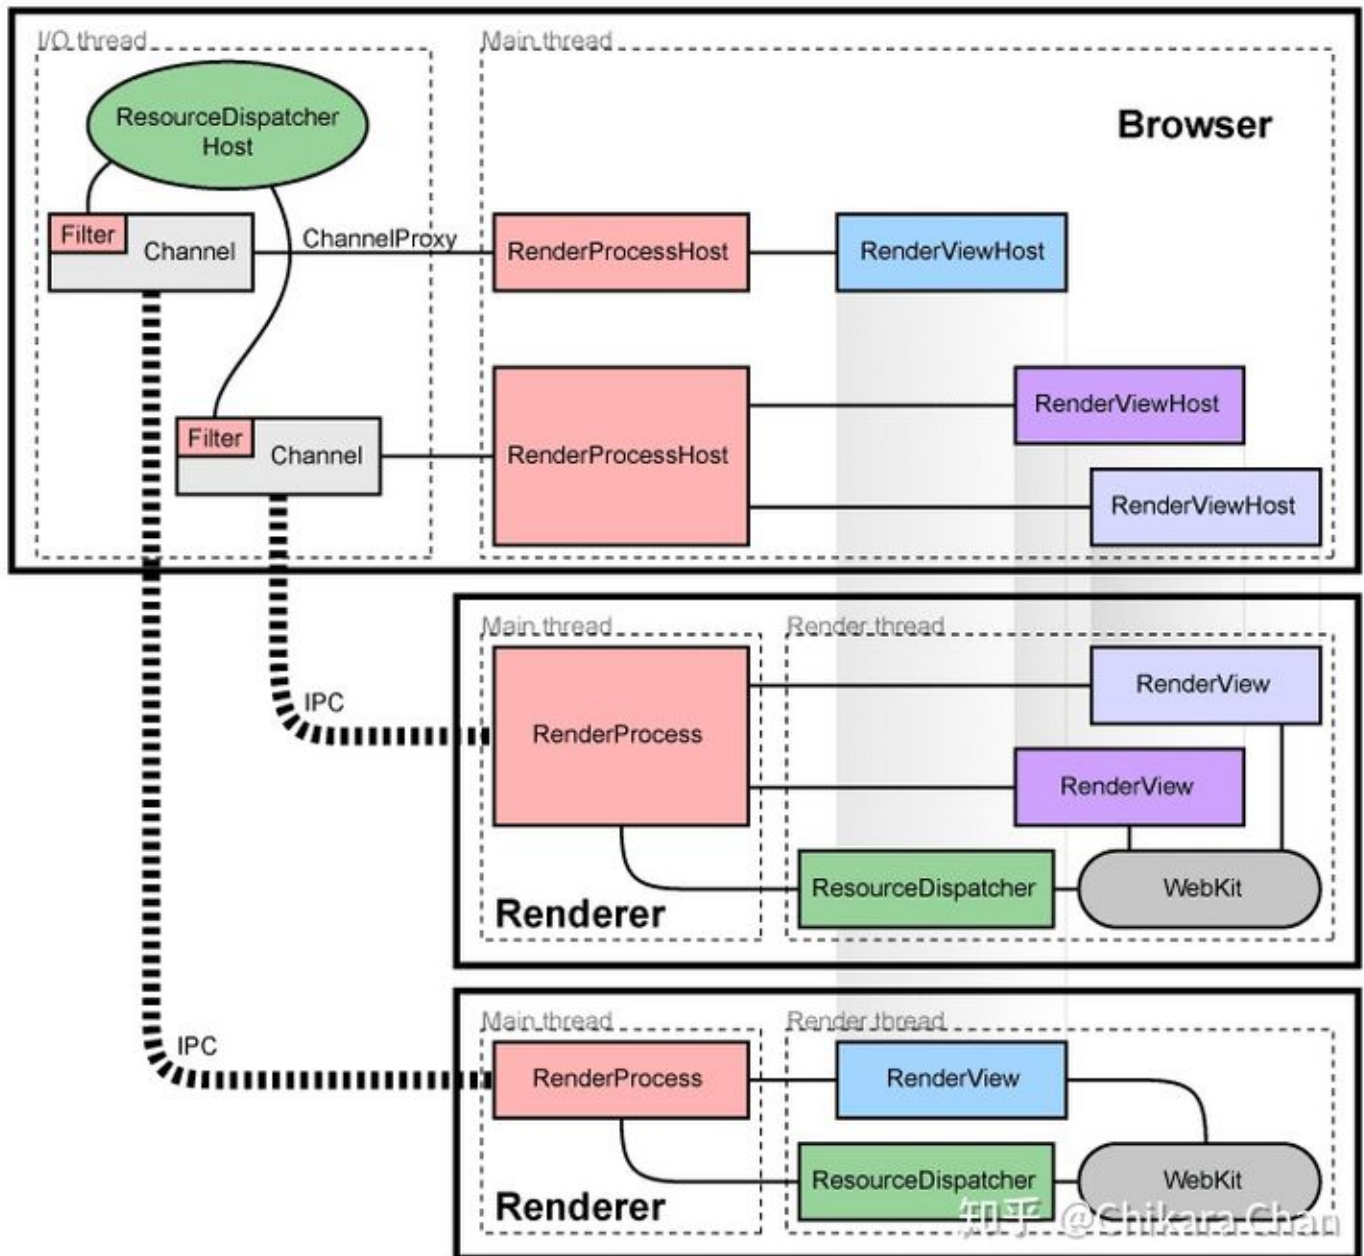 I/O thread
Main thread
ResourceDispatcher
Host
Browser
Filter
Channel
ChannelProxy
RenderProcessHost
RenderViewHost
RenderViewHost
Filter
Channel
RenderProcessHost
RenderViewHost
Main thread
Render thread
IPC
RenderProcess
RenderView
RenderView
ResourceDispatcher
WebKit
Renderer
Main thread
Render thread
IPC
RenderProcess
RenderView
ResourceDispatcher
WebKit
Renderer
知乎 @Chikara Chan